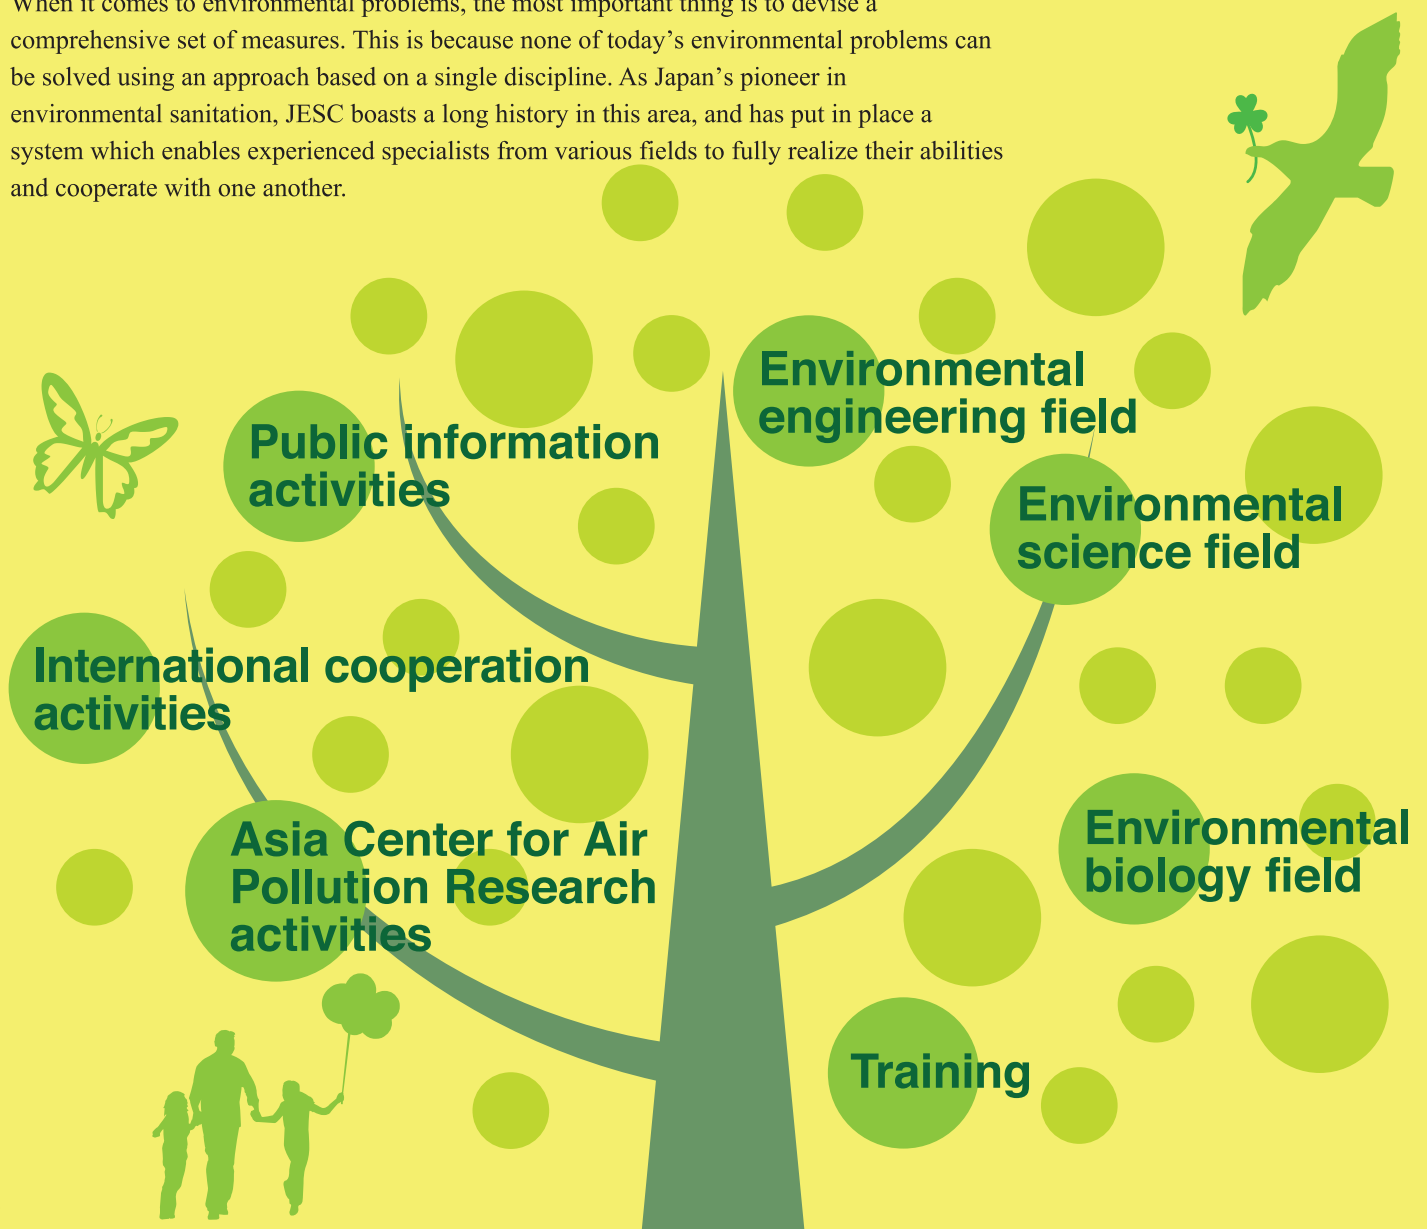 When it comes to environmental problems, the most important thing is to devise a
comprehensive set of measures. This is because none of today’s environmental problems can
be solved using an approach based on a single discipline. As Japan’s pioneer in
environmental sanitation, JESC boasts a long history in this area, and has put in place a
system which enables experienced specialists from various fields to fully realize their abilities
and cooperate with one another.
Environmental
engineering field
Public information
activities
Environmental
science field
International cooperation
activities
Asia Center for Air
Pollution Research
activities
Environmental
biology field
Training